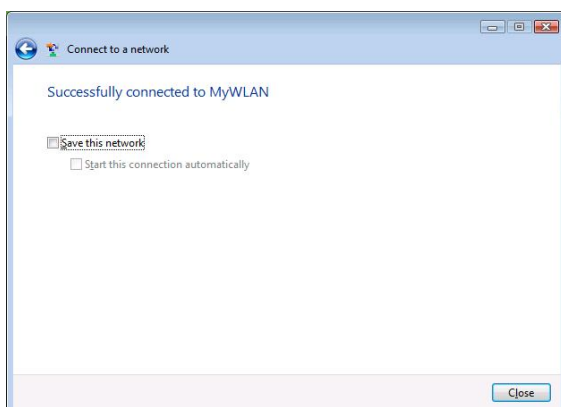 Connect to a network
Successfully connected to MyWLAN
Save this network
Start this connection automatically
Close